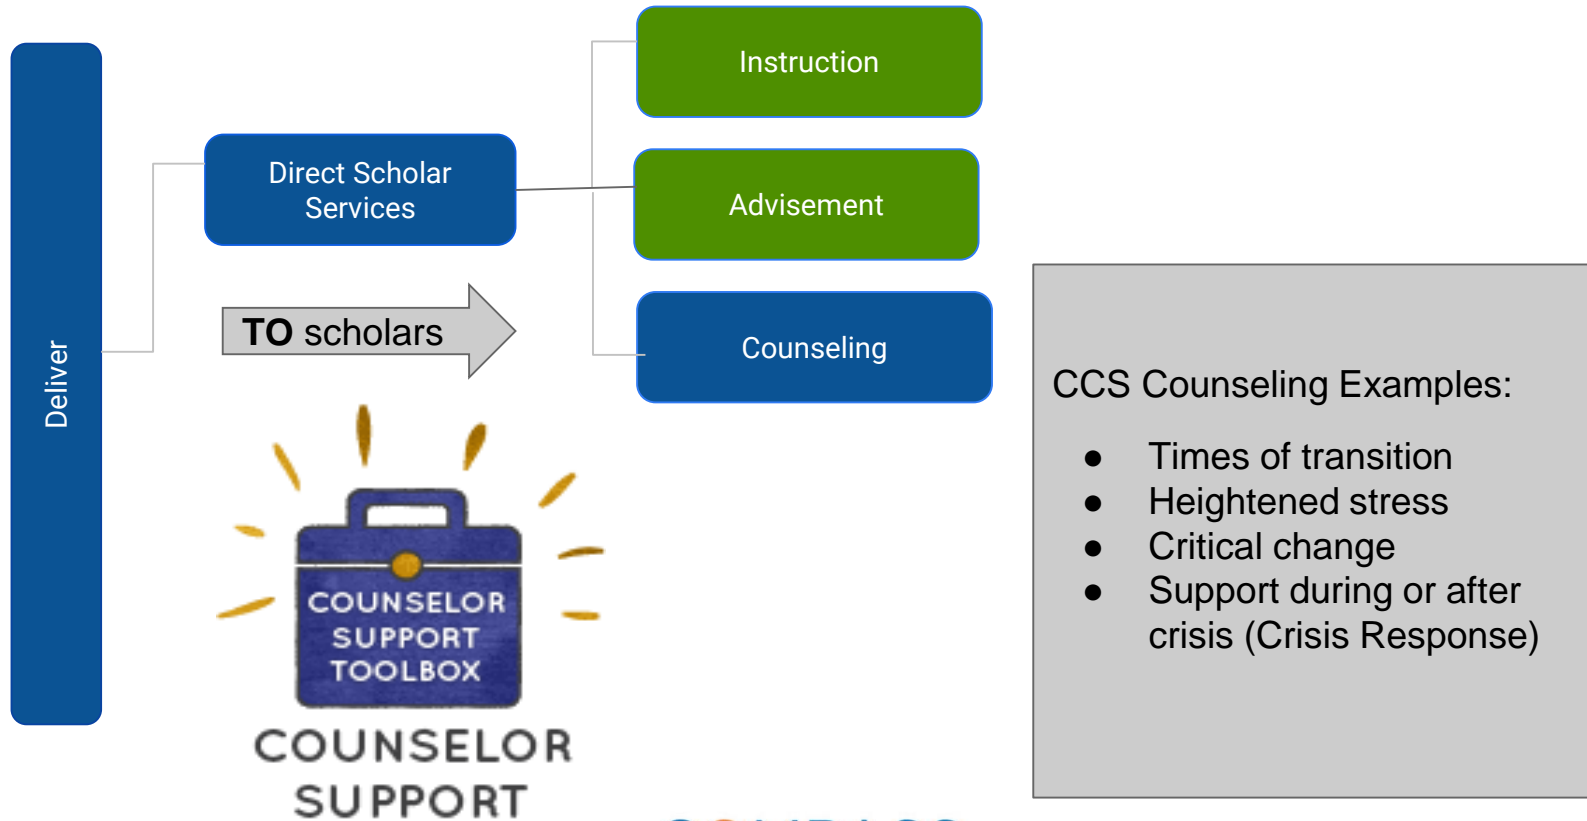 Deliver
Direct Scholar
Services
TO scholars
Instruction
Advisement
Counseling
COUNSELOR
SUPPORT
TOOLBOX
COUNSELOR
SUPPORT
CCS Counseling Examples:
● Times of transition
● Heightened stress
● Critical change
● Support during or after
crisis (Crisis Response)